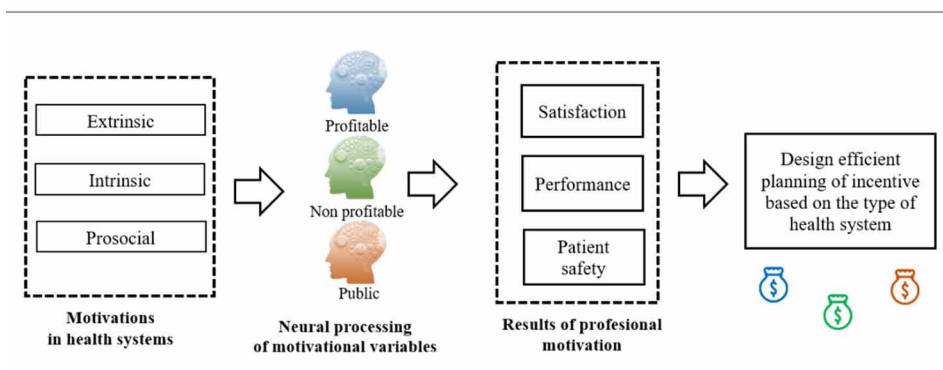 Extrinsic
Intrinsic
Prosocial
Motivations
in health systems
Profitable
Non profitable
Public
Neural processing
of motivational variables
Satisfaction
Performance
Patient
safety
Results of profesional
motivation
Design efficient
planning of incentive
based on the type of
health system
$
$
$